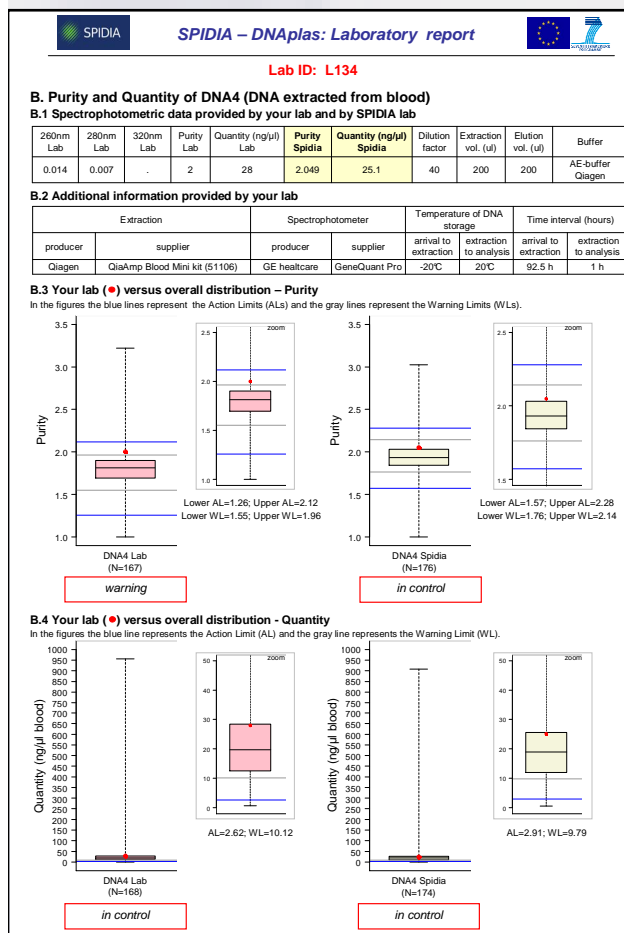 SPIDIA
SPIDIA – DNAplas: Laboratory report
Lab ID: L134
B. Purity and Quantity of DNA4 (DNA extracted from blood)
B.1 Spectrophotometric data provided by your lab and by SPIDIA lab
260nm Lab	280nm Lab	320nm Lab	Purity Lab	Quantity (ng/µl) Lab	Purity Spidia	Quantity (ng/µl) Spidia	Dilution factor	Extraction vol. (ul)	Elution vol. (ul)	Buffer
0.014	0.007	.	2	28	2.049	25.1	40	200	200	AE-buffer Qiagen
B.2 Additional information provided by your lab
Extraction	Spectrophotometer	Temperature of DNA storage	Time interval (hours)
producer	supplier	producer	supplier	arrival to extraction	extraction to analysis	arrival to extraction	extraction to analysis
Qiagen	QiaAmp Blood Mini kit (51106)	GE healtcare	GeneQuant Pro	-20°C	20°C	92.5 h	1 h
B.3 Your lab (●) versus overall distribution – Purity
In the figures the blue lines represent the Action Limits (ALs) and the gray lines represent the Warning Limits (WLs).
Purity
3.5
3.0
2.5
2.0
1.5
1.0
zoom
2.5
2.0
1.5
1.0
Lower AL=1.26; Upper AL=2.12
Lower WL=1.55; Upper WL=1.96
DNA4 Lab
(N=167)
warning
Purity
3.5
3.0
2.5
2.0
1.5
1.0
zoom
2.5
2.0
1.5
Lower AL=1.57; Upper AL=2.28
Lower WL=1.76; Upper WL=2.14
DNA4 Spidia
(N=176)
in control
B.4 Your lab (●) versus overall distribution - Quantity
In the figures the blue line represents the Action Limit (AL) and the gray line represents the Warning Limit (WL).
Quantity (ng/µl blood)
1000
950
900
850
800
750
700
650
600
550
500
450
400
350
300
250
200
150
100
50
0
zoom
50
40
30
20
10
0
AL=2.62; WL=10.12
DNA4 Lab
(N=168)
in control
Quantity (ng/µl blood)
1000
950
900
850
800
750
700
650
600
550
500
450
400
350
300
250
200
150
100
50
0
zoom
50
40
30
20
10
0
AL=2.91; WL=9.79
DNA4 Spidia
(N=174)
in control